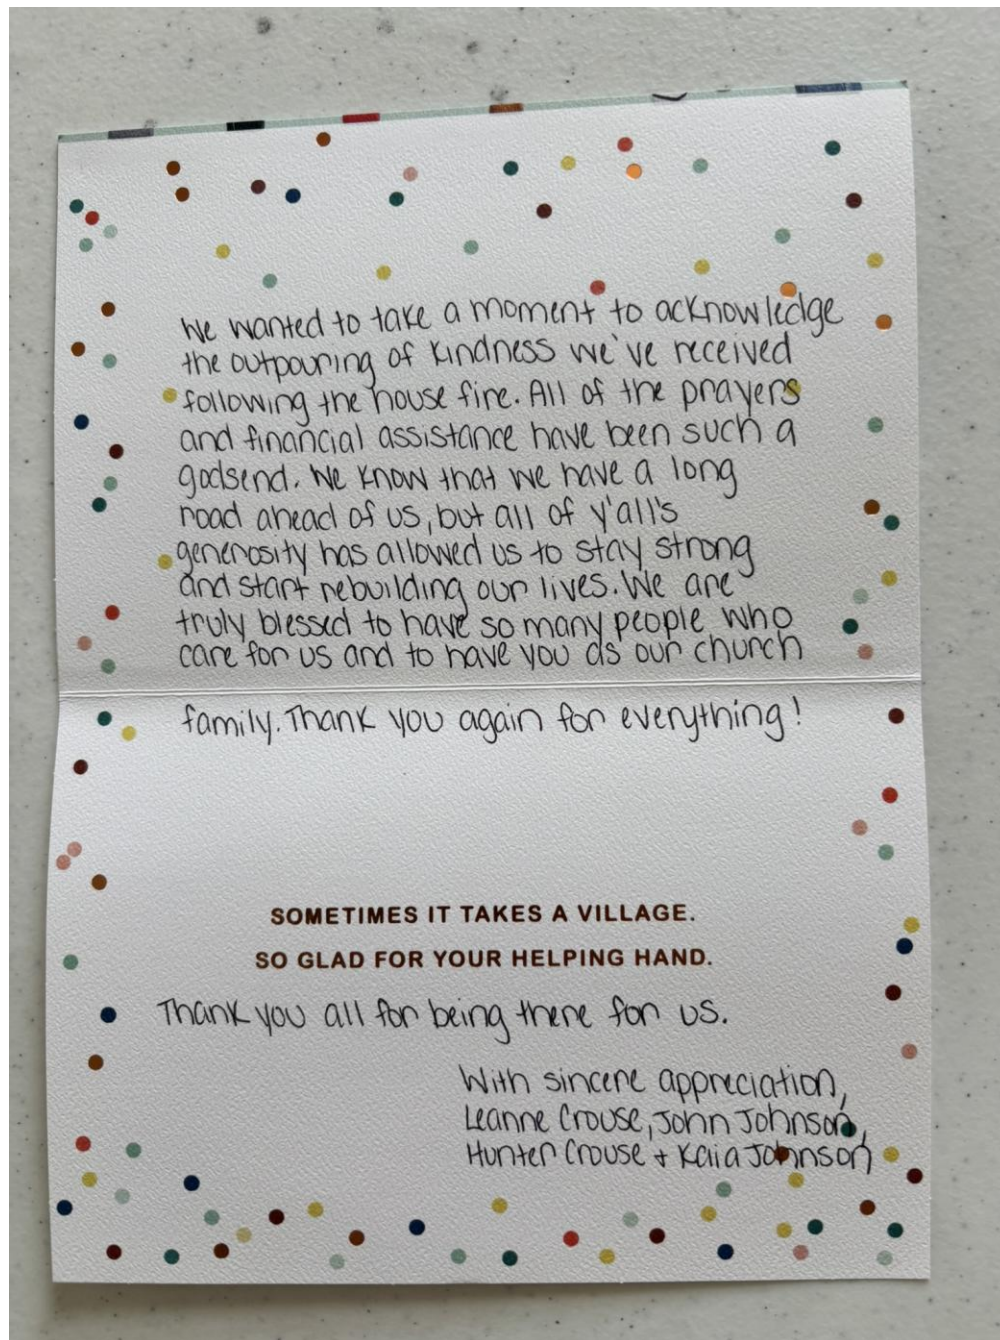 We wanted to take a moment to acknowledge
the outpouring of kindness we've received
following the house fire. All of the prayers
and financial assistance have been such a
godsend. We know that we have a long
road ahead of us, but all of y'all's
generosity has allowed us to stay strong
and start rebuilding our lives. We are
truly blessed to have so many people who
care for us and to have you as our church
family. Thank you again for everything!
SOMETIMES IT TAKES A VILLAGE.
SO GLAD FOR YOUR HELPING HAND.
Thank you all for being there for us.
With sincere appreciation,
Leanne Crouse, John Johnson,
Hunter Crouse + Kaia Johnson